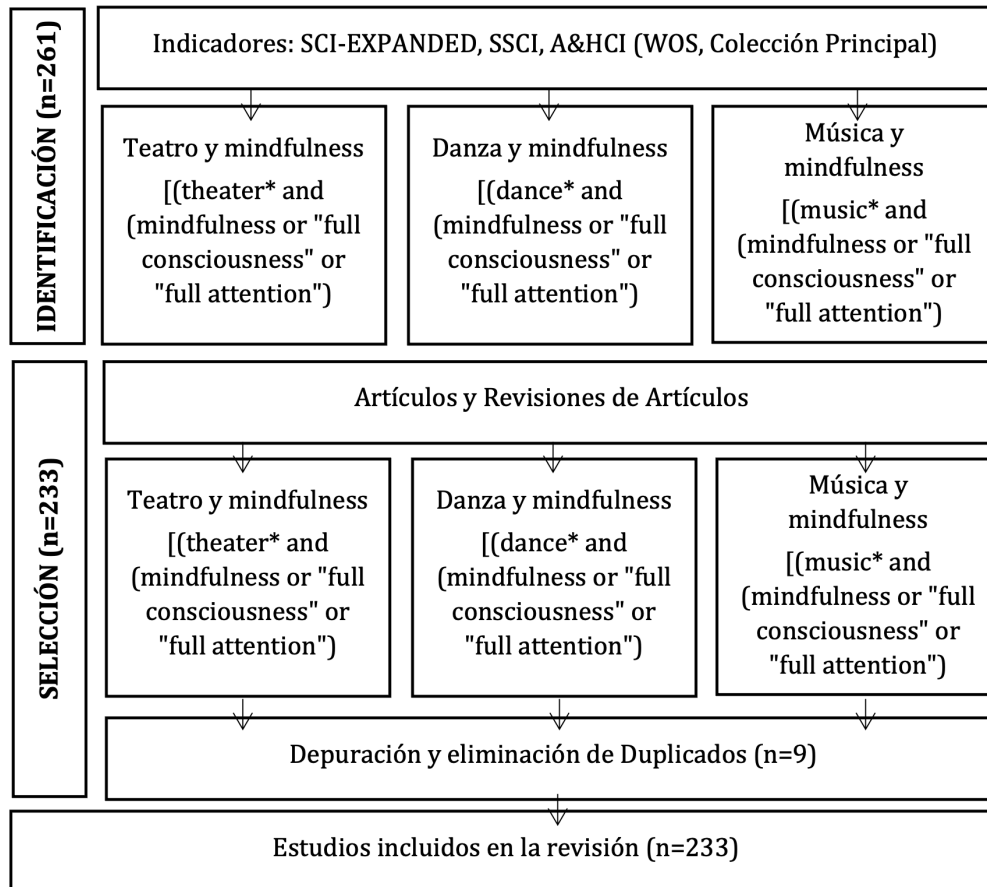 IDENTIFICACIÓN (n=261)
Indicadores: SCI-EXPANDED, SSCI, A&HCI (WOS, Colección Principal)
Teatro y mindfulness
[(theater* and
(mindfulness or "full
consciousness" or
"full attention")
Danza y mindfulness
[(dance* and
(mindfulness or "full
consciousness" or
"full attention")
Música y
mindfulness
[(music* and
(mindfulness or "full
consciousness" or
"full attention")
SELECCIÓN (n=233)
Artículos y Revisiones de Artículos
Teatro y mindfulness
[(theater* and
(mindfulness or "full
consciousness" or
"full attention")
Danza y mindfulness
[(dance* and
(mindfulness or "full
consciousness" or
"full attention")
Música y
mindfulness
[(music* and
(mindfulness or "full
consciousness" or
"full attention")
Depuración y eliminación de Duplicados (n=9)
Estudios incluidos en la revisión (n=233)